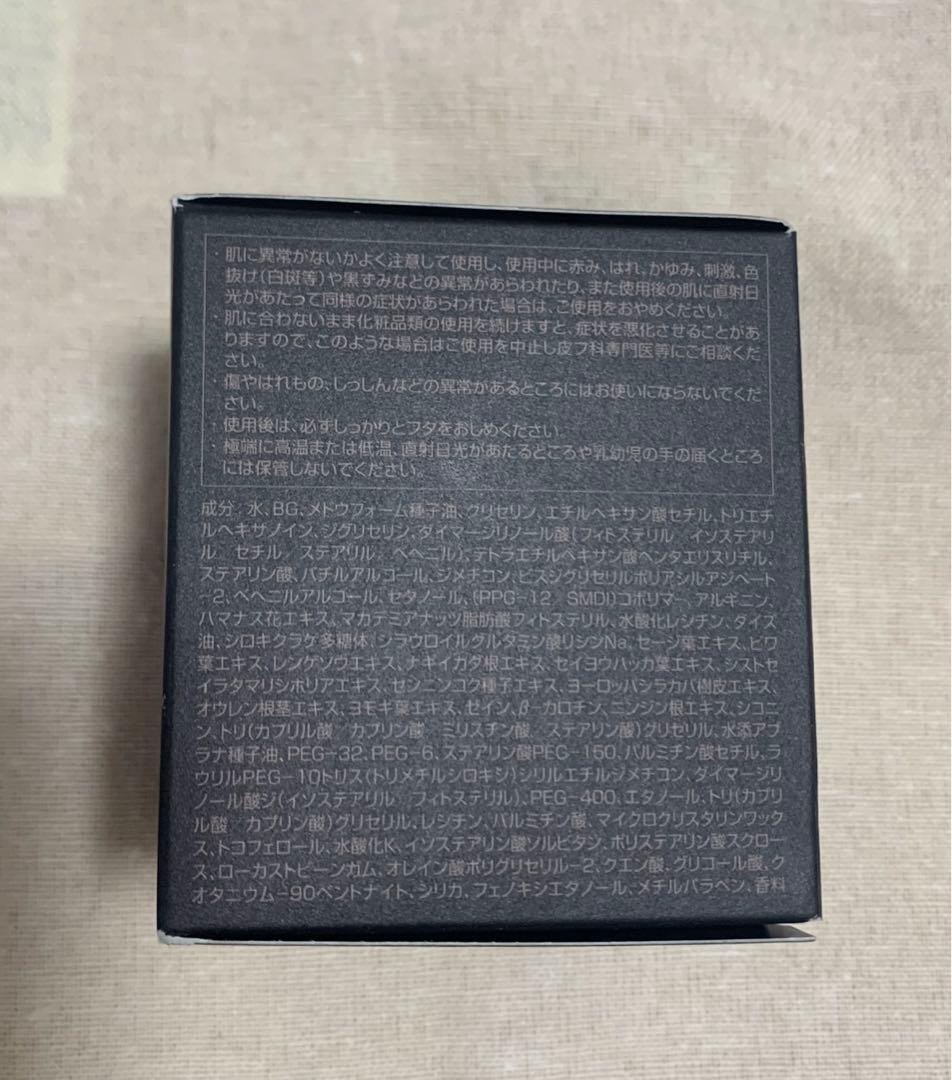 ・肌に異常がないかよく注意して使用し、使用中に赤み、はれ、かゆみ、刺激、色
抜け(白斑等)や黒ずみなどの異常があらわれたり、また使用後の肌に直射日
光があたって同様の症状があらわれた場合は、ご使用をおやめください。
・肌に合わないまま化粧品類の使用を続けますと、症状を悪化させることがあ
りますので、このような場合はご使用を中止し皮フ科専門医等にご相談くだ
さい。
・傷やはれもの、しっしんなどの異常があるところにはお使いにならないでくだ
さい。
・使用後は、必ずしっかりとフタをおしめください。
・極端に高温または低温、直射日光があたるところや乳幼児の手の届くところ
には保管しないでください。
成分/水、BG、メドウフォーム種子油、グリセリン、エチルヘキサン酸セチル、トリエチ
ルヘキサノイン、ジグリセリン、ダイマージリノール酸(フィトステリル/イソステアリ
ル/セチル/ステアリル/ベヘニル)、テトラエチルヘキサン酸ペンタエリスリチル、
ステアリン酸、バチルアルコール、ジメチコン、ビスジグリセリルポリアシルアジペート
-2、ベヘニルアルコール、セタノール、(PPG-12/SMDI)コポリマー、アルギニン、
ハマナス花エキス、マカデミアナッツ脂肪酸フィトステリル、水酸化レシチン、ダイズ
油、シロキクラゲ多糖体、ジラウロイルグルタミン酸リシンNa、セージ葉エキス、ビワ
葉エキス、レンゲソウエキス、ナギイカダ根エキス、セイヨウハッカ葉エキス、シストセ
イラタマリシホリアエキス、セシニンコク種子エキス、ヨーロッパシラカバ樹皮エキス、
オウレン根茎エキス、ヨモギ葉エキス、ゼイン、β-カロチン、ニンジン根エキス、シコニ
ン、トリ(カプリル酸/カプリン酸/ミリスチン酸/ステアリン酸)グリセリル、水添アブ
ラナ種子油、PEG-32、PEG-6、ステアリン酸PEG-150、パルミチン酸セチル、ラ
ウリルPEG-10トリス(トリメチルシロキシ)シリルエチルジメチコン、ダイマージリ
ノール酸ジ(イソステアリル/フィトステリル)、PEG-400、エタノール、トリ(カプリ
ル酸/カプリン酸)グリセリル、レシチン、パルミチン酸、マイクロクリスタリンワック
ス、トコフェロール、水酸化K、イソステアリン酸ソルビタン、ポリステアリン酸スクロー
ス、ローカストビーンガム、オレイン酸ポリグリセリル-2、クエン酸、グリコール酸、ク
オタニウム-90ベントナイト、シリカ、フェノキシエタノール、メチルパラベン、香料